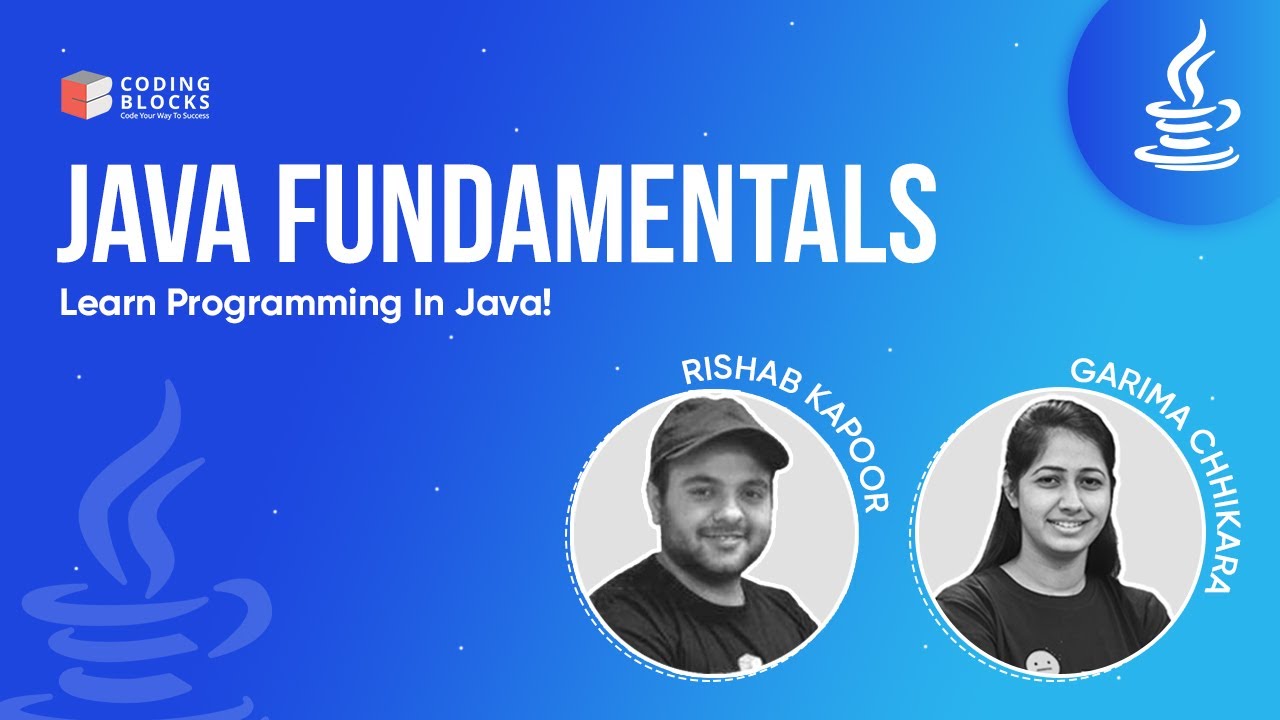 CODING
BLOCKS
Code Your Way To Success
JAVA FUNDAMENTALS
Learn Programming In Java!
RISHAB KAPOOR
GARIMA CHHIKARA